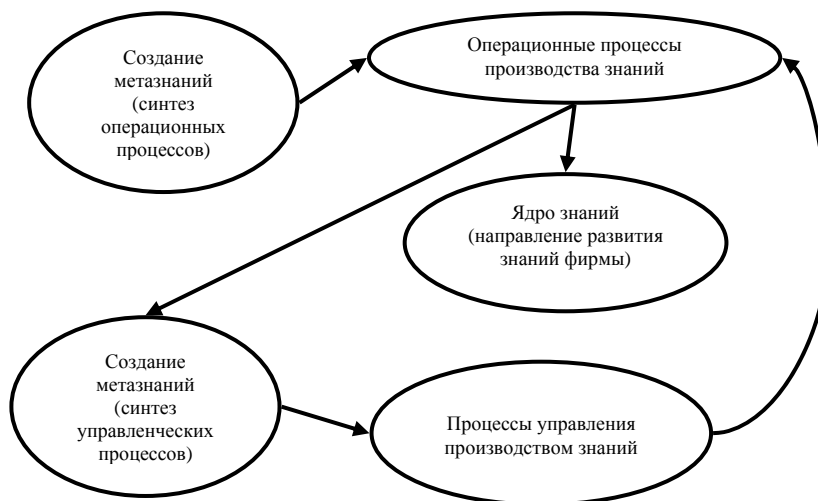 Создание
метазнаний
(синтез
операционных
процессов)
Операционные процессы
производства знаний
Ядро знаний
(направление развития
знаний фирмы)
Создание
метазнаний
(синтез
управленческих
процессов)
Процессы управления
производством знаний